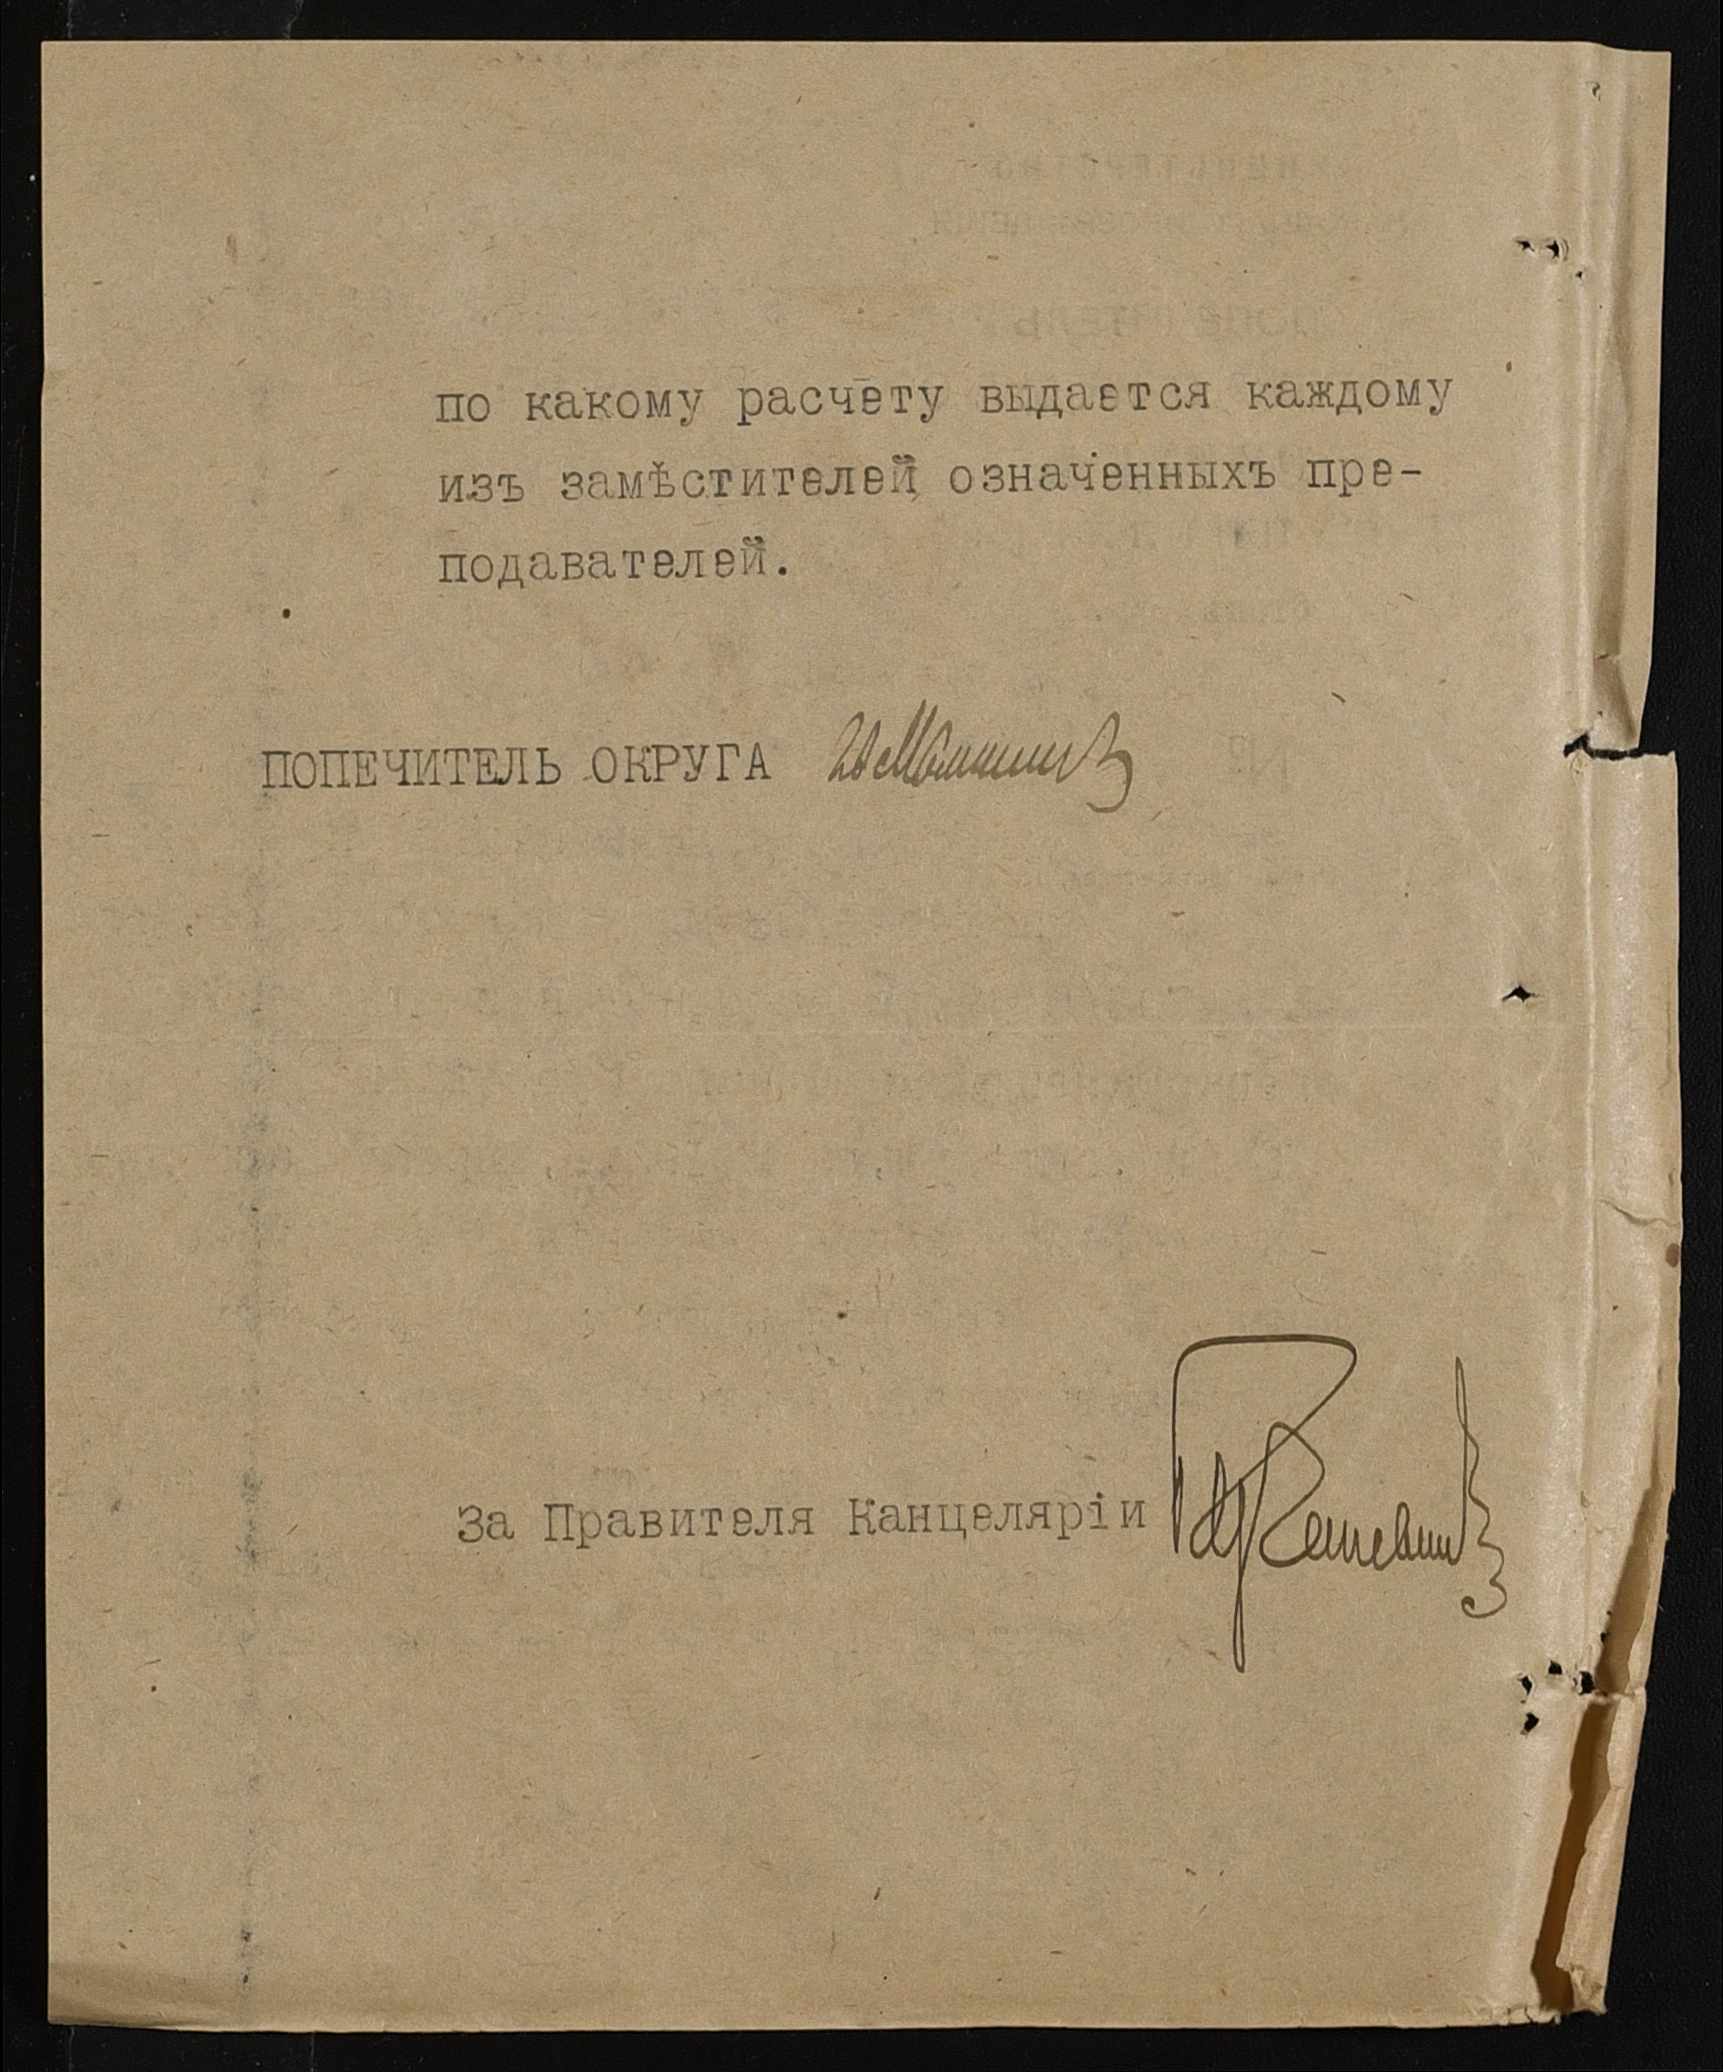 по какому расчету выдается каждому
изъ замѣстителей означенныхъ пре-
подавателей.
ПОПЕЧИТЕЛЬ ОКРУГА
За Правителя Канцеляріи